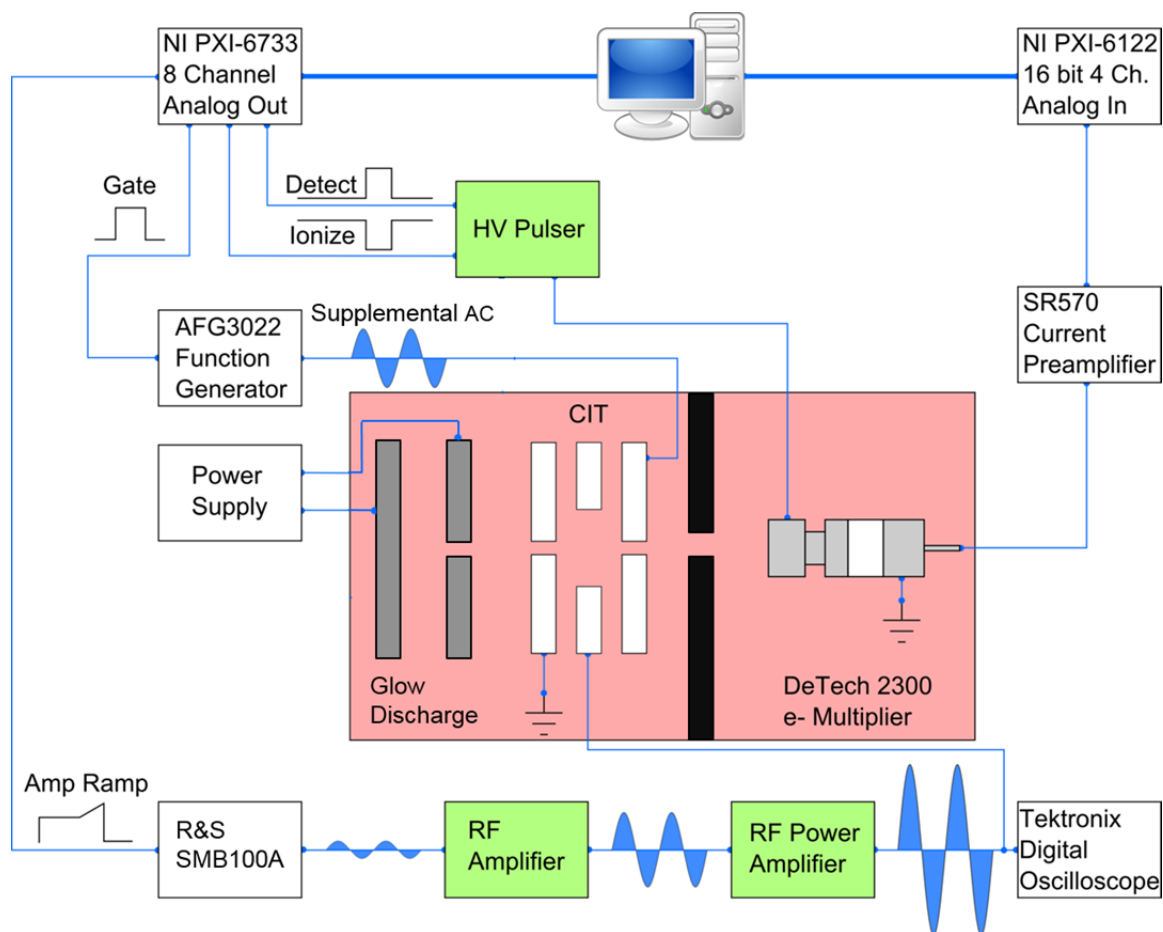 NI PXI-6733
8 Channel
Analog Out
NI PXI-6122
16 bit 4 Ch.
Analog In
Gate
Detect
Ionize
HV Pulser
SR570
Current
Preamplifier
AFG3022
Function
Generator
Supplemental AC
CIT
Power
Supply
Glow
Discharge
DeTech 2300
e- Multiplier
Amp Ramp
R&S
SMB100A
RF
Amplifier
RF Power
Amplifier
Tektronix
Digital
Oscilloscope